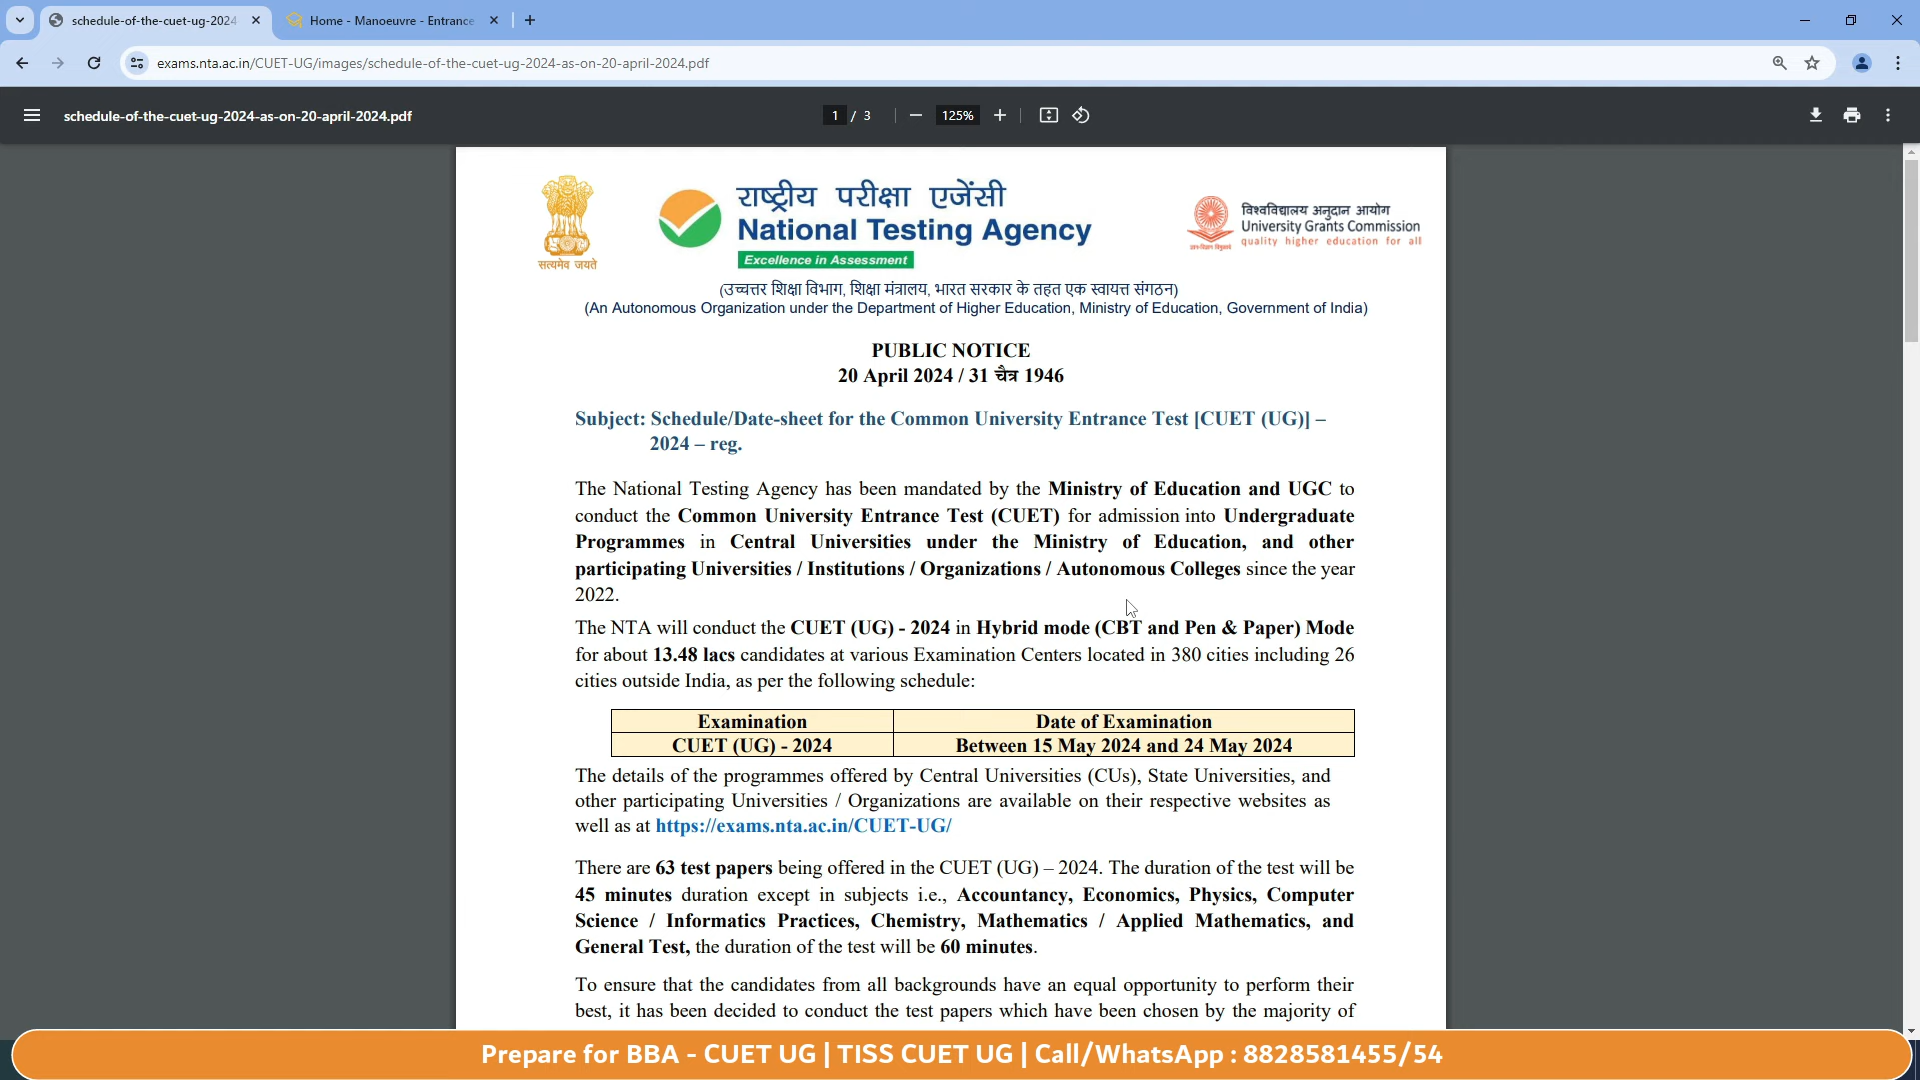 schedule-of-the-cuet-ug-2024
Home - Manoeuvre - Entrance
exams.nta.ac.in/CUET-UG/images/schedule-of-the-cuet-ug-2024-as-on-20-april-2024.pdf
schedule-of-the-cuet-ug-2024-as-on-20-april-2024.pdf
1 / 3
125%
सत्यमेव जयते
राष्ट्रीय परीक्षा एजेंसी
National Testing Agency
Excellence in Assessment
विश्वविद्यालय अनुदान आयोग
University Grants Commission
quality higher education for all
(उच्चत्तर शिक्षा विभाग, शिक्षा मंत्रालय, भारत सरकार के तहत एक स्वायत्त संगठन)
(An Autonomous Organization under the Department of Higher Education, Ministry of Education, Government of India)
PUBLIC NOTICE
20 April 2024 / 31 चैत्र 1946
Subject: Schedule/Date-sheet for the Common University Entrance Test [CUET (UG)] –
2024 – reg.
The National Testing Agency has been mandated by the Ministry of Education and UGC to
conduct the Common University Entrance Test (CUET) for admission into Undergraduate
Programmes in Central Universities under the Ministry of Education, and other
participating Universities / Institutions / Organizations / Autonomous Colleges since the year
2022.
The NTA will conduct the CUET (UG) - 2024 in Hybrid mode (CBT and Pen & Paper) Mode
for about 13.48 lacs candidates at various Examination Centers located in 380 cities including 26
cities outside India, as per the following schedule:
Examination Date of Examination
CUET (UG) - 2024 Between 15 May 2024 and 24 May 2024
The details of the programmes offered by Central Universities (CUs), State Universities, and
other participating Universities / Organizations are available on their respective websites as
well as at https://exams.nta.ac.in/CUET-UG/
There are 63 test papers being offered in the CUET (UG) – 2024. The duration of the test will be
45 minutes duration except in subjects i.e., Accountancy, Economics, Physics, Computer
Science / Informatics Practices, Chemistry, Mathematics / Applied Mathematics, and
General Test, the duration of the test will be 60 minutes.
To ensure that the candidates from all backgrounds have an equal opportunity to perform their
best, it has been decided to conduct the test papers which have been chosen by the majority of
Prepare for BBA - CUET UG | TISS CUET UG | Call/WhatsApp : 8828581455/54